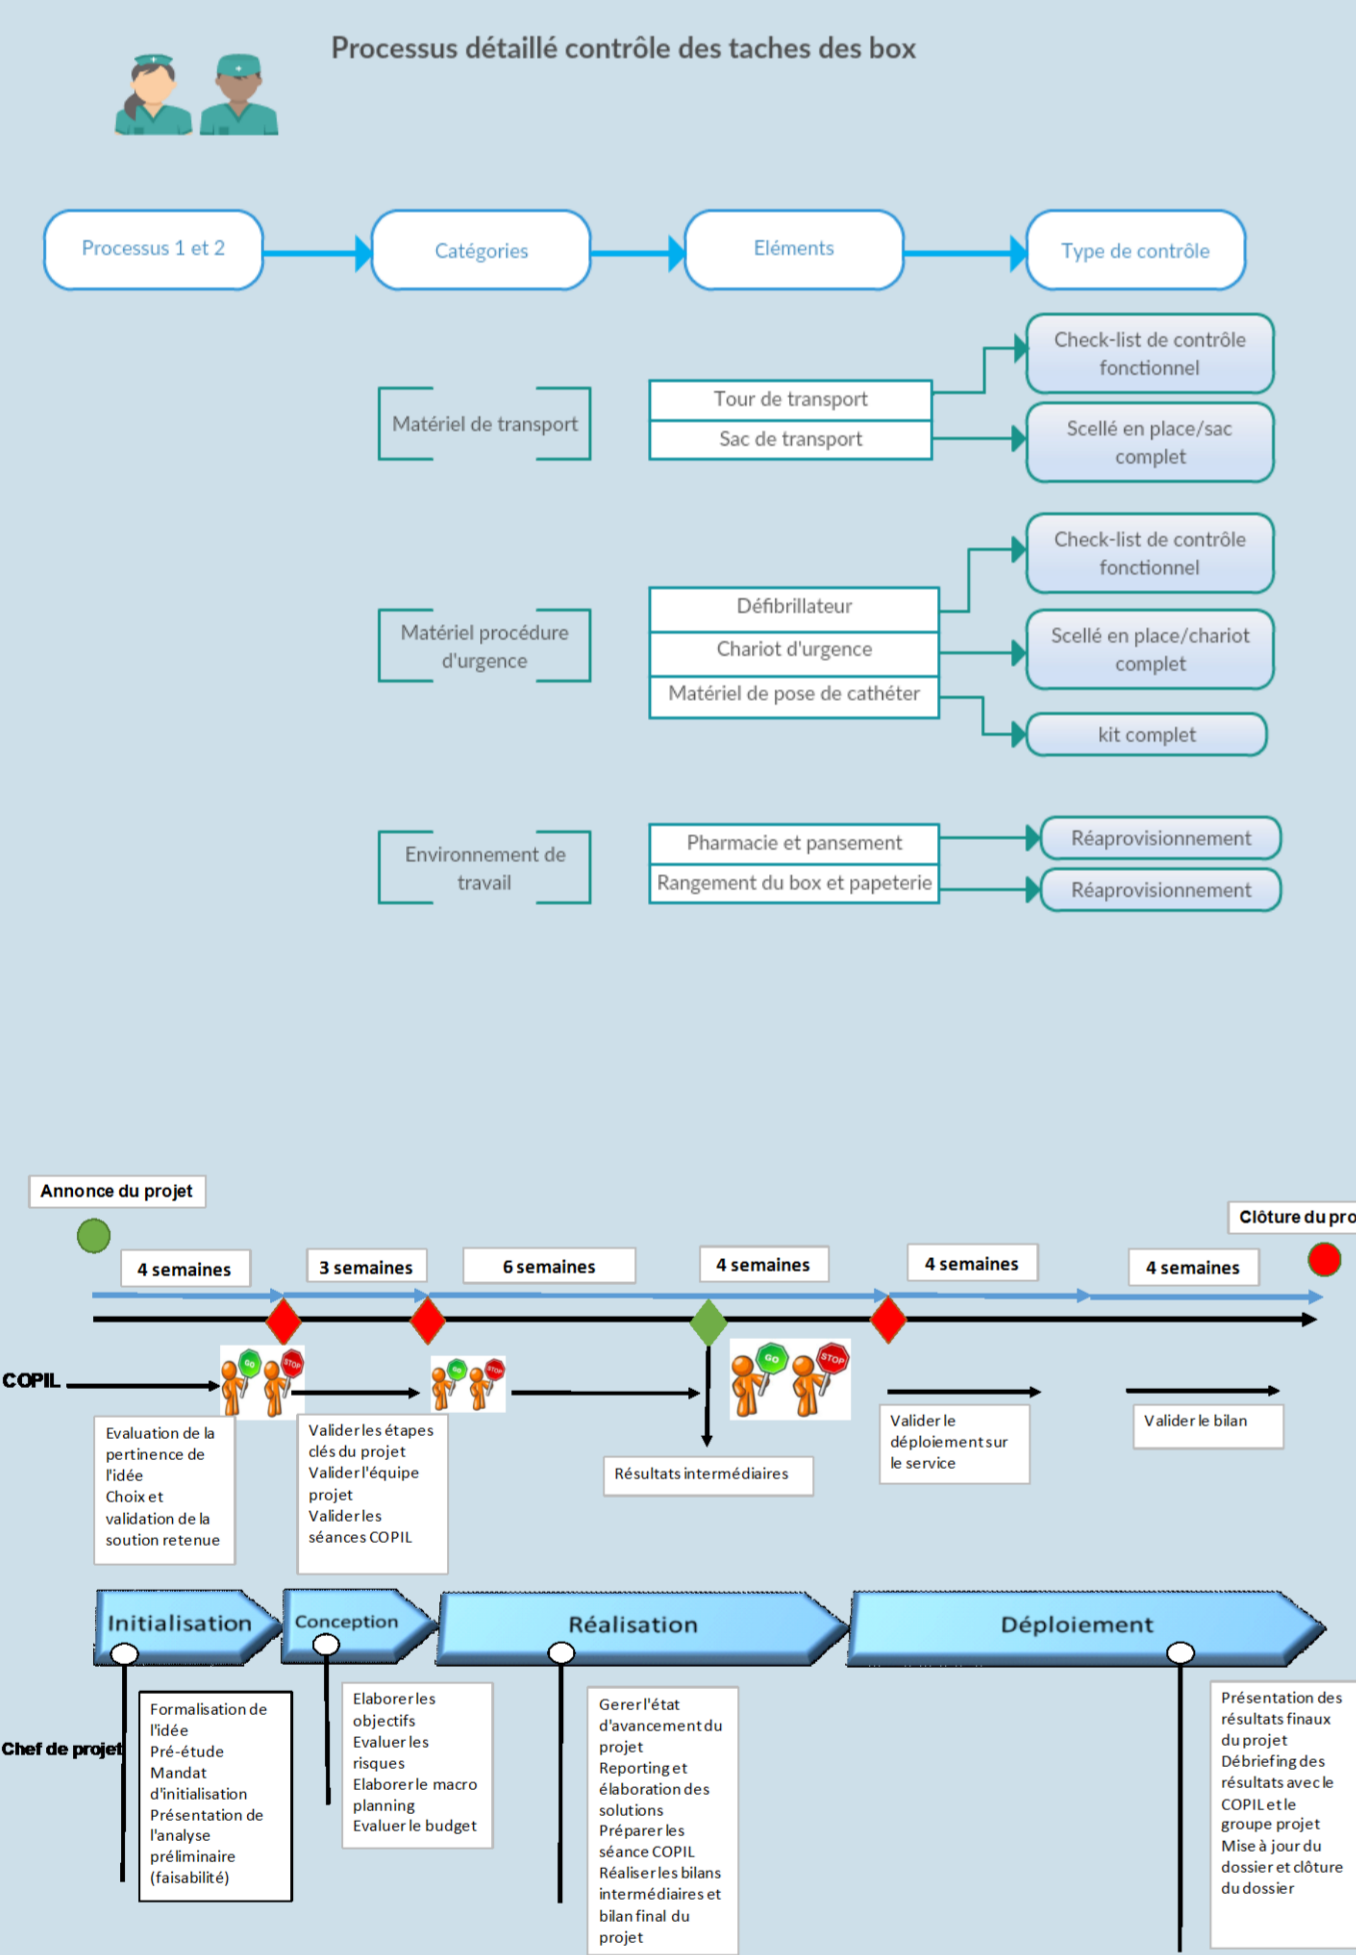 Processus détaillé contrôle des taches des box
Processus 1 et 2
Catégories
Eléments
Type de contrôle
Matériel de transport
Tour de transport
Sac de transport
Check-list de contrôle
fonctionnel
Scellé en place/sac
complet
Matériel procédure
d'urgence
Défibrillateur
Chariot d'urgence
Matériel de pose de cathéter
Check-list de contrôle
fonctionnel
Scellé en place/chariot
complet
kit complet
Environnement de
travail
Pharmacie et pansement
Rangement du box et papeterie
Réaprovisionnement
Réaprovisionnement
Annonce du projet
Clôture du pro
4 semaines
3 semaines
6 semaines
4 semaines
4 semaines
4 semaines
COPIL
GO
STOP
GO
STOP
GO
STOP
Evaluation de la
pertinence de
l'idée
Choix et
validation de la
soution retenue
Valider les étapes
clés du projet
Valider l'équipe
projet
Valider les
séances COPIL
Résultats intermédiaires
Valider le
déploiement sur
le service
Valider le bilan
Initialisation
Conception
Réalisation
Déploiement
Chef de projet
Formalisation de
l'idée
Pré-étude
Mandat
d'initialisation
Présentation de
l'analyse
préliminaire
(faisabilité)
Elaborer les
objectifs
Evaluer les
risques
Elaborer le macro
planning
Evaluer le budget
Gerer l'état
d'avancement du
projet
Reporting et
élaboration des
solutions
Préparer les
séance COPIL
Réaliser les bilans
intermédiaires et
bilan final du
projet
Présentation des
résultats finaux
du projet
Débriefing des
résultats avec le
COPIL et le
groupe projet
Mise à jour du
dossier et clôture
du dossier